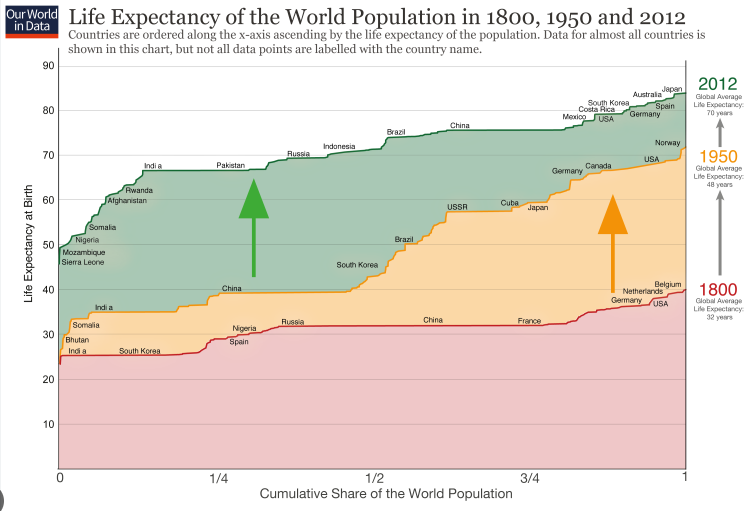 Our World
in Data
Life Expectancy of the World Population in 1800, 1950 and 2012
Countries are ordered along the x-axis ascending by the life expectancy of the population. Data for almost all countries is
shown in this chart, but not all data points are labelled with the country name.
90
80
70
60
50
40
30
20
10
Life Expectancy at Birth
0
1/4
1/2
3/4
1
Cumulative Share of the World Population
Japan
Australia
Spain
South Korea
Costa Rica
Germany
USA
Mexico
China
Brazil
Indonesia
Russia
Pakistan
Indi a
Rwanda
Afghanistan
Somalia
Nigeria
Mozambique
Sierra Leone
Norway
USA
Canada
Germany
Japan
Cuba
USSR
Brazil
South Korea
China
Indi a
Somalia
Bhutan
Belgium
Netherlands
USA
Germany
France
China
Russia
Nigeria
Spain
South Korea
Indi a
2012
Global Average
Life Expectancy:
70 years
1950
Global Average
Life Expectancy:
48 years
1800
Global Average
Life Expectancy:
32 years